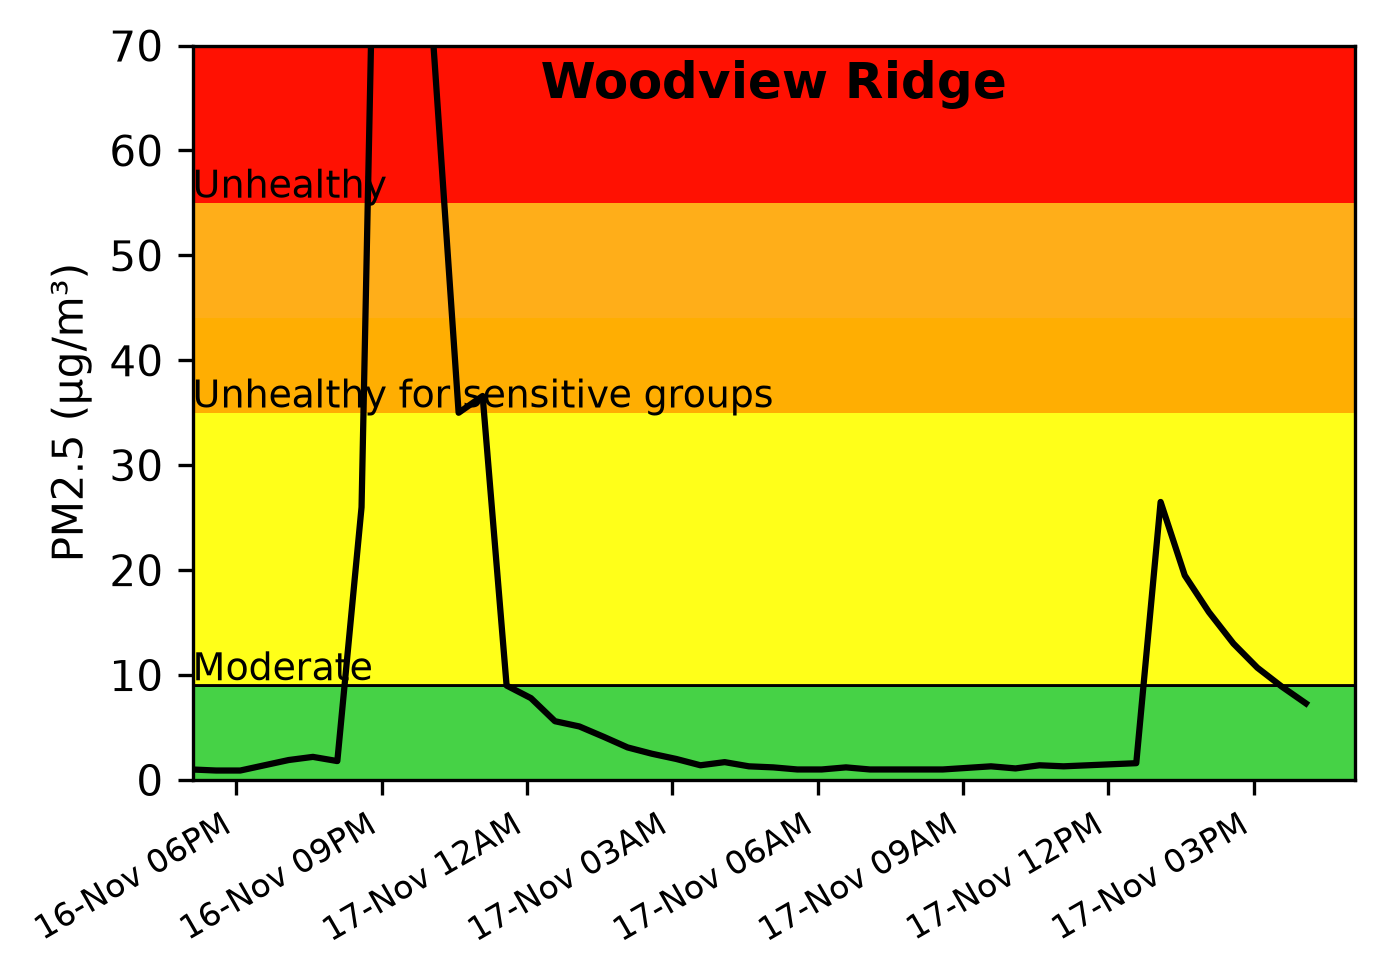 Woodview Ridge
70
60
50
40
30
20
10
0
PM2.5 (µg/m³)
Unhealthy
Unhealthy for sensitive groups
Moderate
16-Nov 06PM
16-Nov 09PM
17-Nov 12AM
17-Nov 03AM
17-Nov 06AM
17-Nov 09AM
17-Nov 12PM
17-Nov 03PM